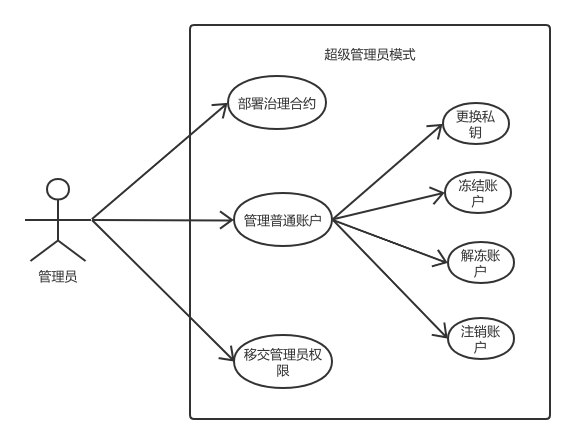 超级管理员模式
部署治理合约
更换私
钥
冻结账
户
管理普通账户
解冻账
户
管理员
注销账
户
移交管理员权
限